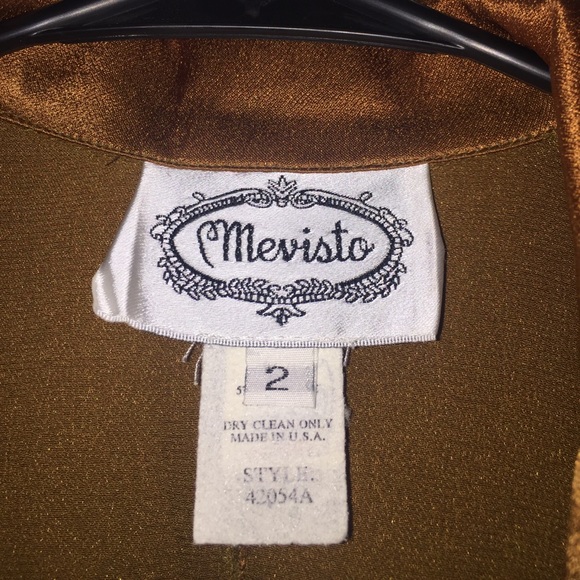 Mevisto
2
DRY CLEAN ONLY
MADE IN U.S.A.
STYLE:
42054A